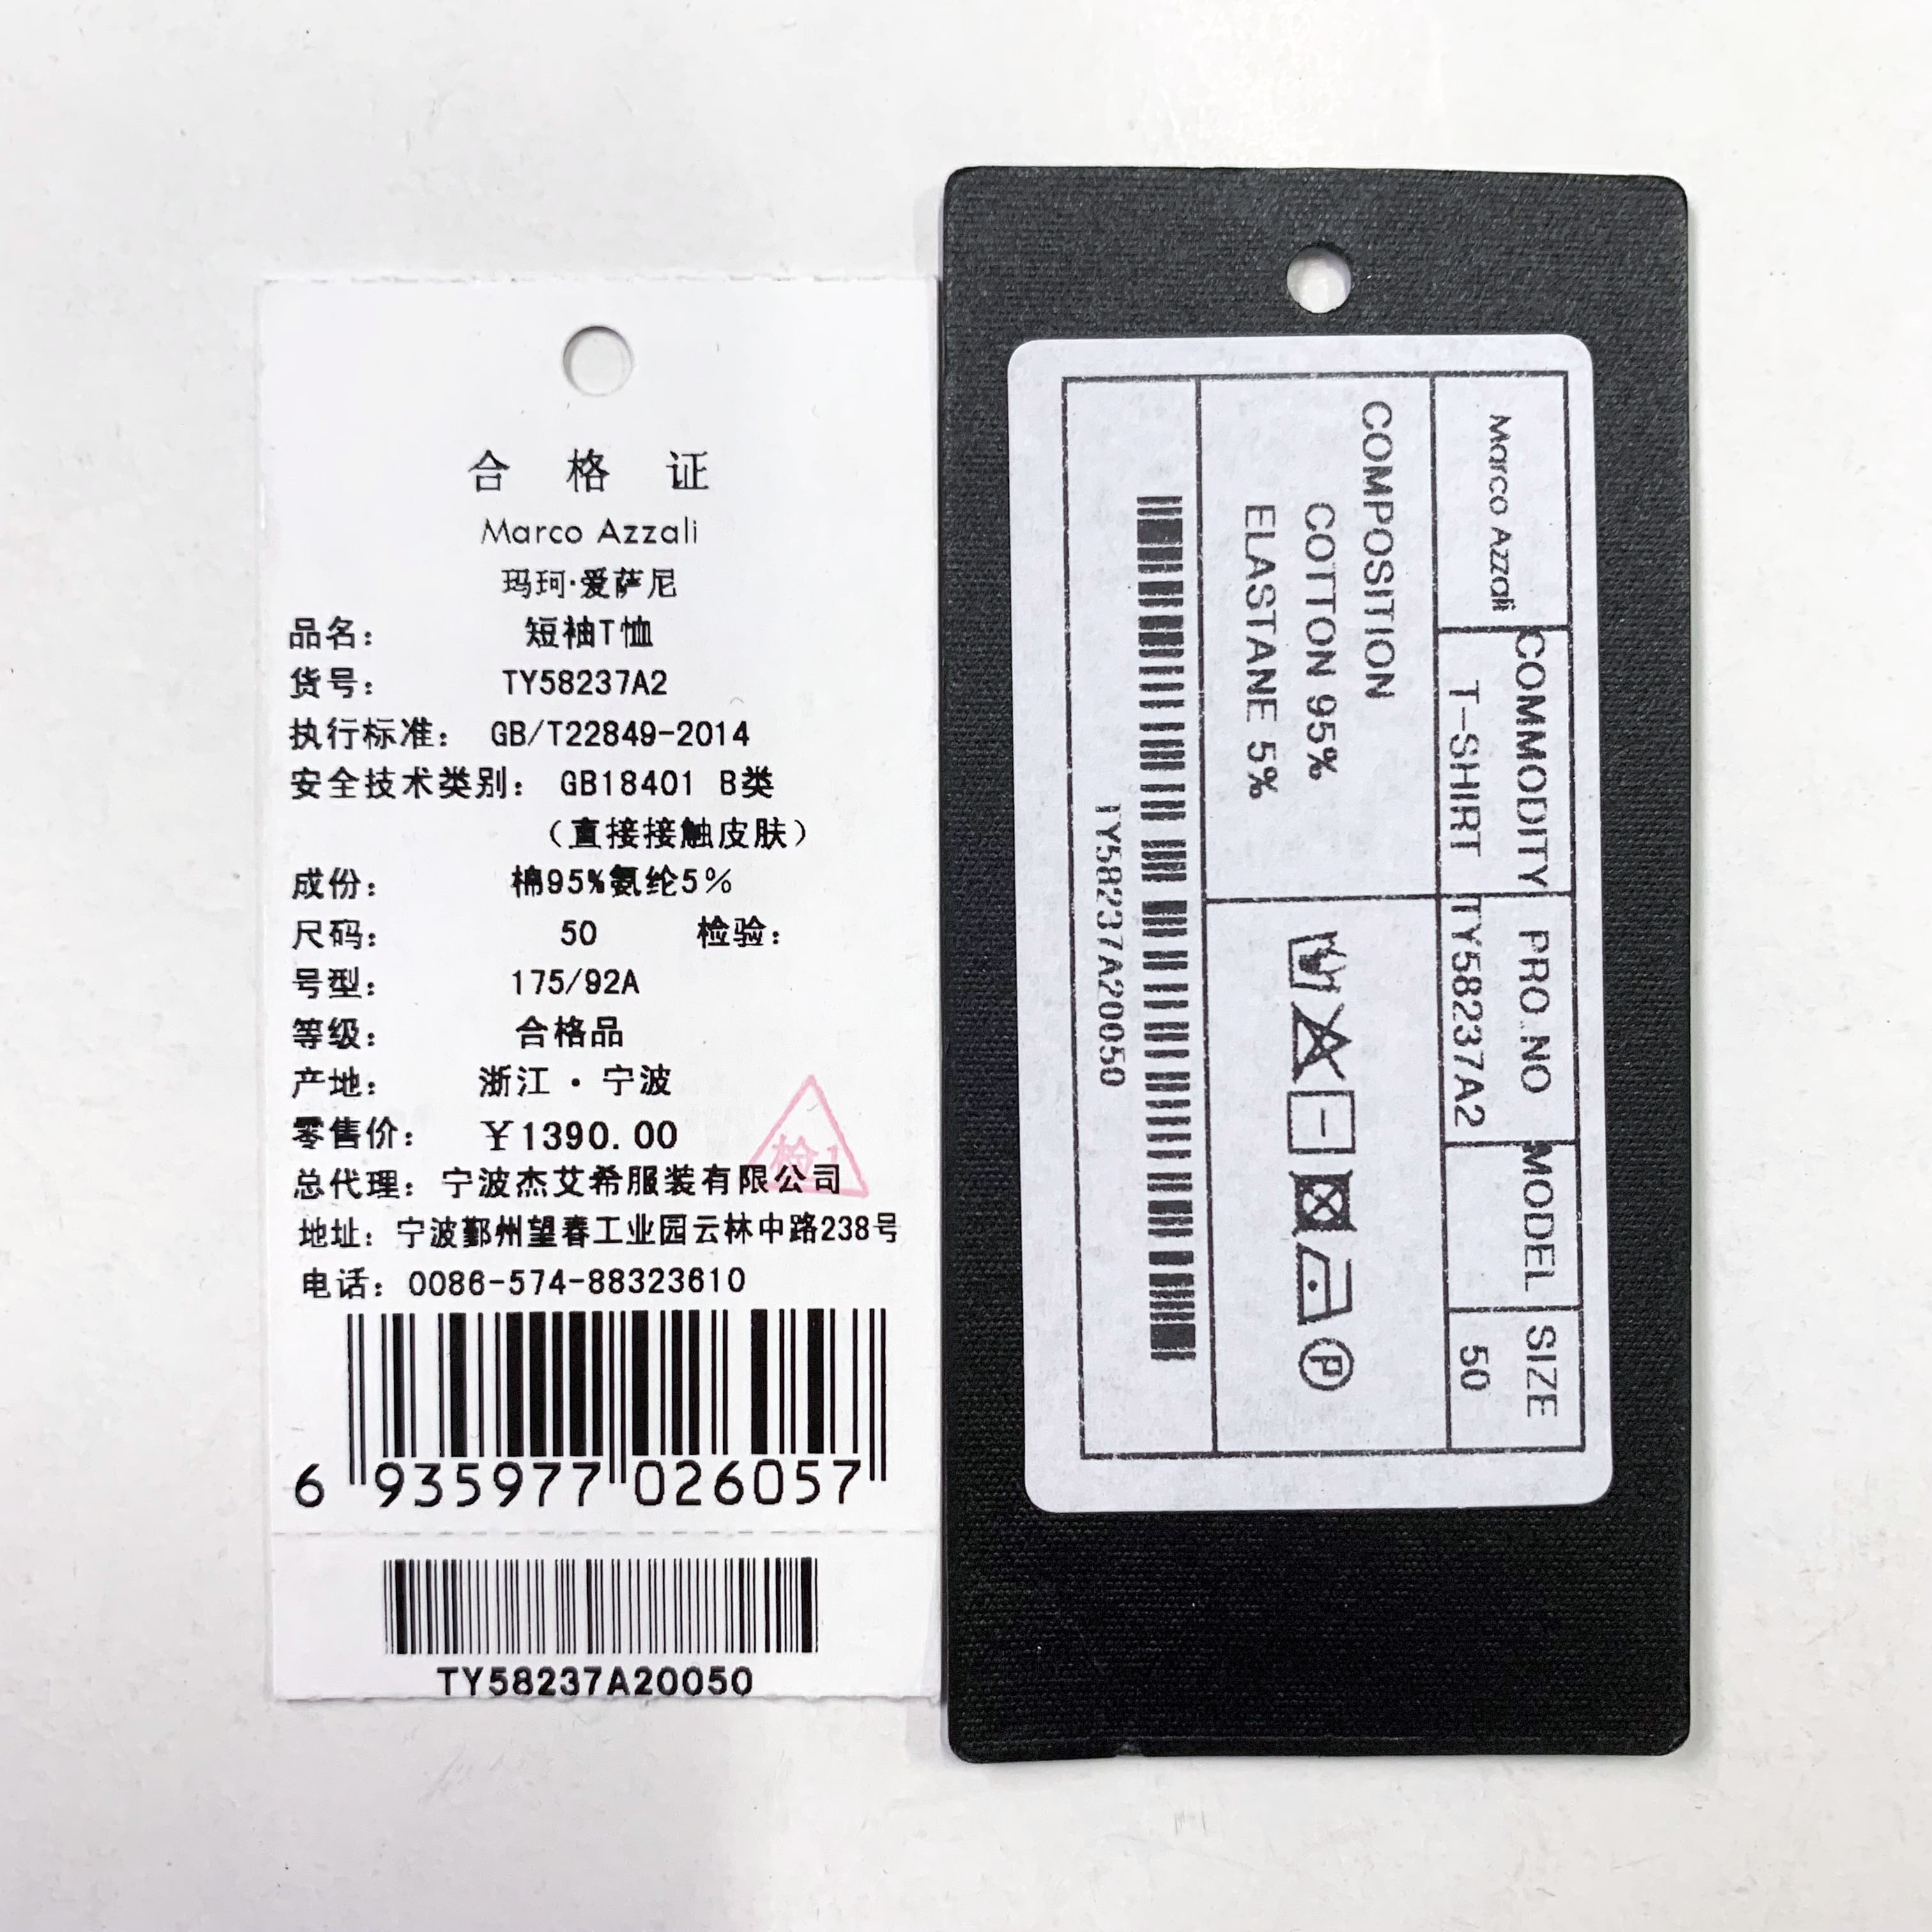 合 格 证
Marco Azzali
玛珂·爱萨尼
品名： 短袖T恤
货号： TY58237A2
执行标准： GB/T22849-2014
安全技术类别： GB18401 B类
（直接接触皮肤）
成份： 棉95%氨纶5%
尺码： 50 检验：
号型： 175/92A
等级： 合格品
产地： 浙江·宁波
零售价： ¥1390.00
检1
总代理：宁波杰艾希服装有限公司
地址：宁波鄞州望春工业园云林中路238号
电话：0086-574-88323610
6 935977 026057
TY58237A20050
Marco Azzali
COMMODITY PRO.NO MODEL SIZE
T-SHIRT TY58237A2 50
COMPOSITION
COTTON 95%
ELASTANE 5%
P
TY58237A20050